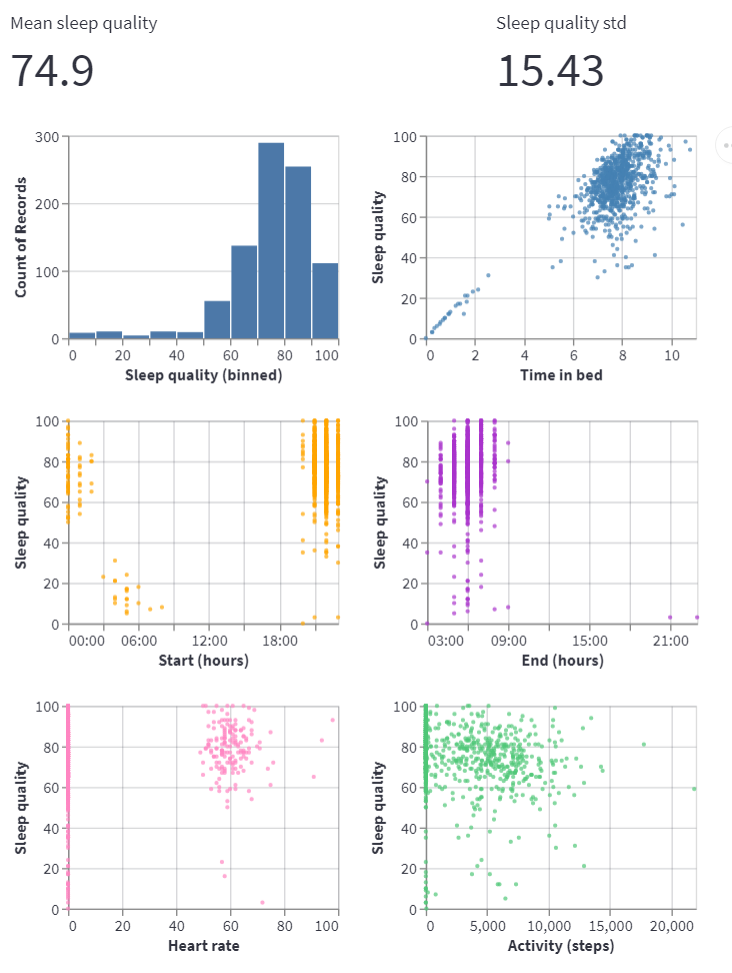 Mean sleep quality
Sleep quality std
74.9
15.43
300
200
100
0
Count of Records
0 20 40 60 80 100
Sleep quality (binned)
100
80
60
40
20
0
Sleep quality
0 2 4 6 8 10
Time in bed
100
80
60
40
20
0
Sleep quality
00:00 06:00 12:00 18:00
Start (hours)
100
80
60
40
20
0
Sleep quality
03:00 09:00 15:00 21:00
End (hours)
100
80
60
40
20
0
Sleep quality
0 20 40 60 80 100
Heart rate
100
80
60
40
20
0
Sleep quality
0 5,000 10,000 15,000 20,000
Activity (steps)